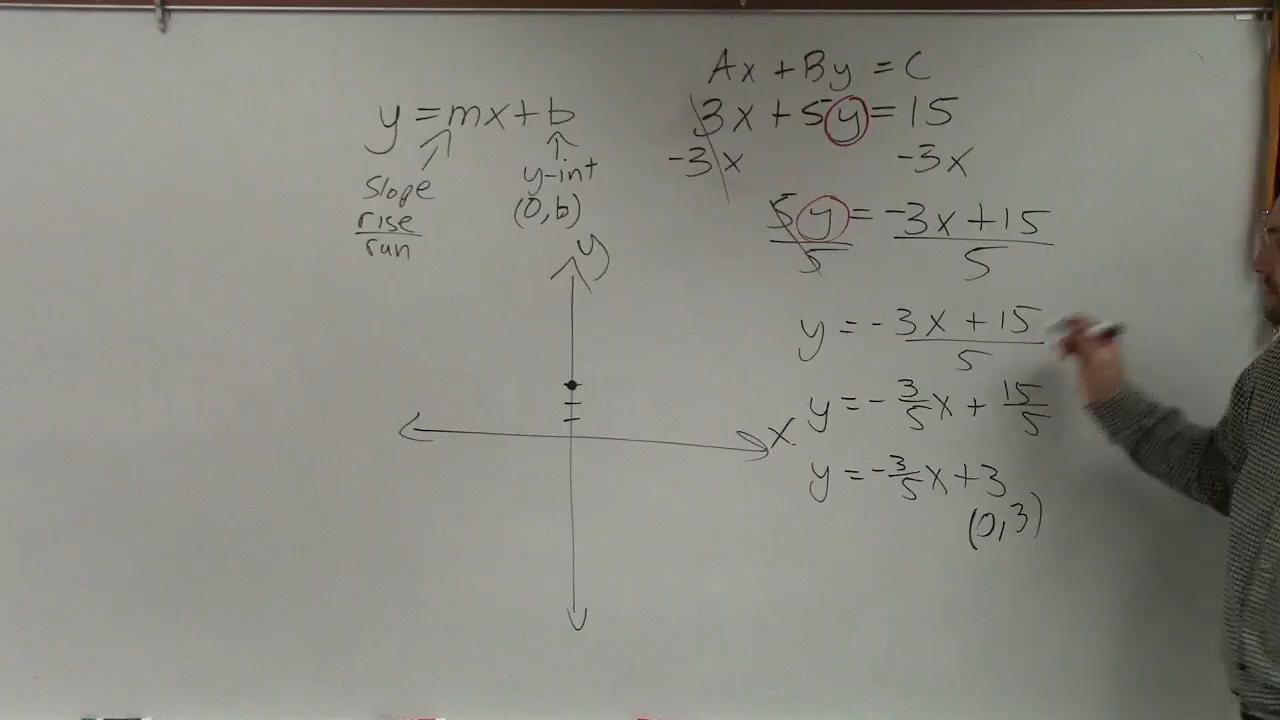 y = mx + b
slope
rise
run
y-int
(0, b)
y
x
Ax + By = C
3x + 5y = 15
-3x -3x
5y = -3x + 15
5 5
y = -3x + 15
5
y = -3/5 x + 15/5
y = -3/5 x + 3
(0, 3)